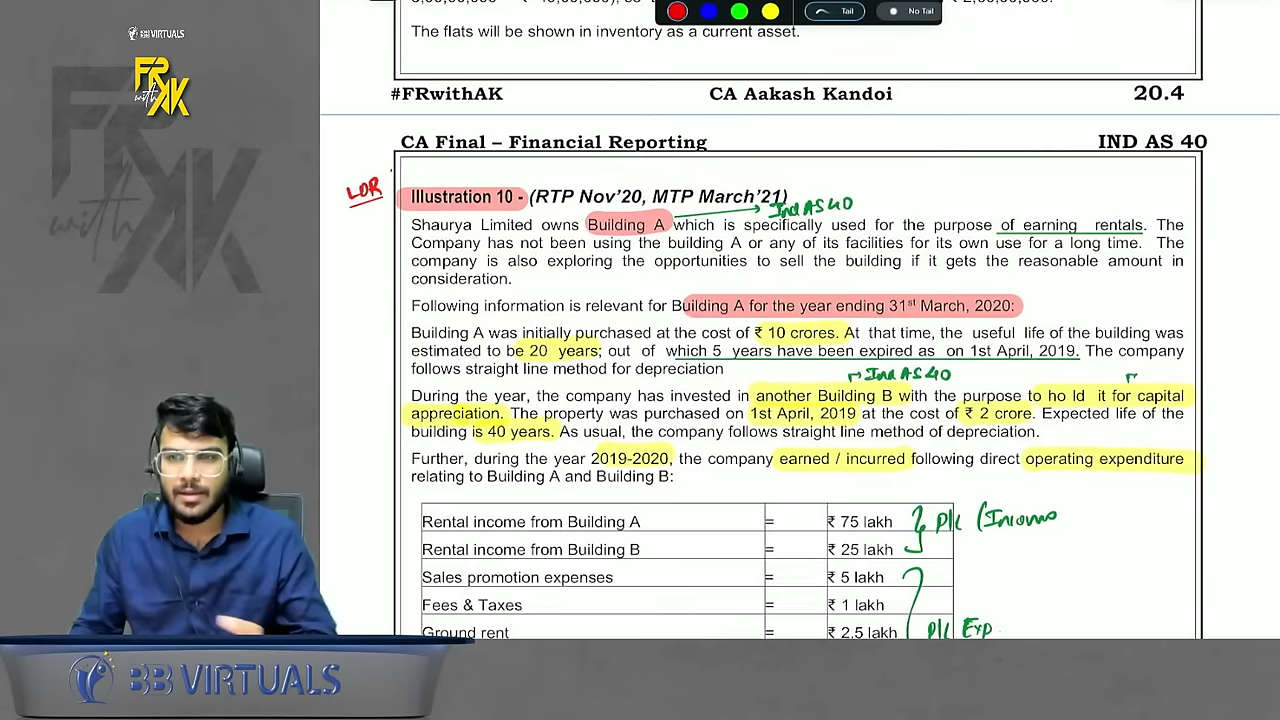 The flats will be shown in inventory as a current asset.
Tail
No Tail
BB VIRTUALS
FR
with
AK
#FRwithAK CA Aakash Kandoi 20.4
CA Final – Financial Reporting IND AS 40
LDR
Illustration 10 - (RTP Nov'20, MTP March'21)
Ind AS 40
Shaurya Limited owns Building A which is specifically used for the purpose of earning rentals. The
Company has not been using the building A or any of its facilities for its own use for a long time. The
company is also exploring the opportunities to sell the building if it gets the reasonable amount in
consideration.
Following information is relevant for Building A for the year ending 31st March, 2020:
Building A was initially purchased at the cost of ₹ 10 crores. At that time, the useful life of the building was
estimated to be 20 years; out of which 5 years have been expired as on 1st April, 2019. The company
follows straight line method for depreciation
Ind AS 40
During the year, the company has invested in another Building B with the purpose to ho ld it for capital
appreciation. The property was purchased on 1st April, 2019 at the cost of ₹ 2 crore. Expected life of the
building is 40 years. As usual, the company follows straight line method of depreciation.
Further, during the year 2019-2020, the company earned / incurred following direct operating expenditure
relating to Building A and Building B:
Rental income from Building A = ₹ 75 lakh
P/L (Income
Rental income from Building B = ₹ 25 lakh
Sales promotion expenses = ₹ 5 lakh
Fees & Taxes = ₹ 1 lakh
Ground rent = ₹ 2.5 lakh
P/L Exp
BB VIRTUALS